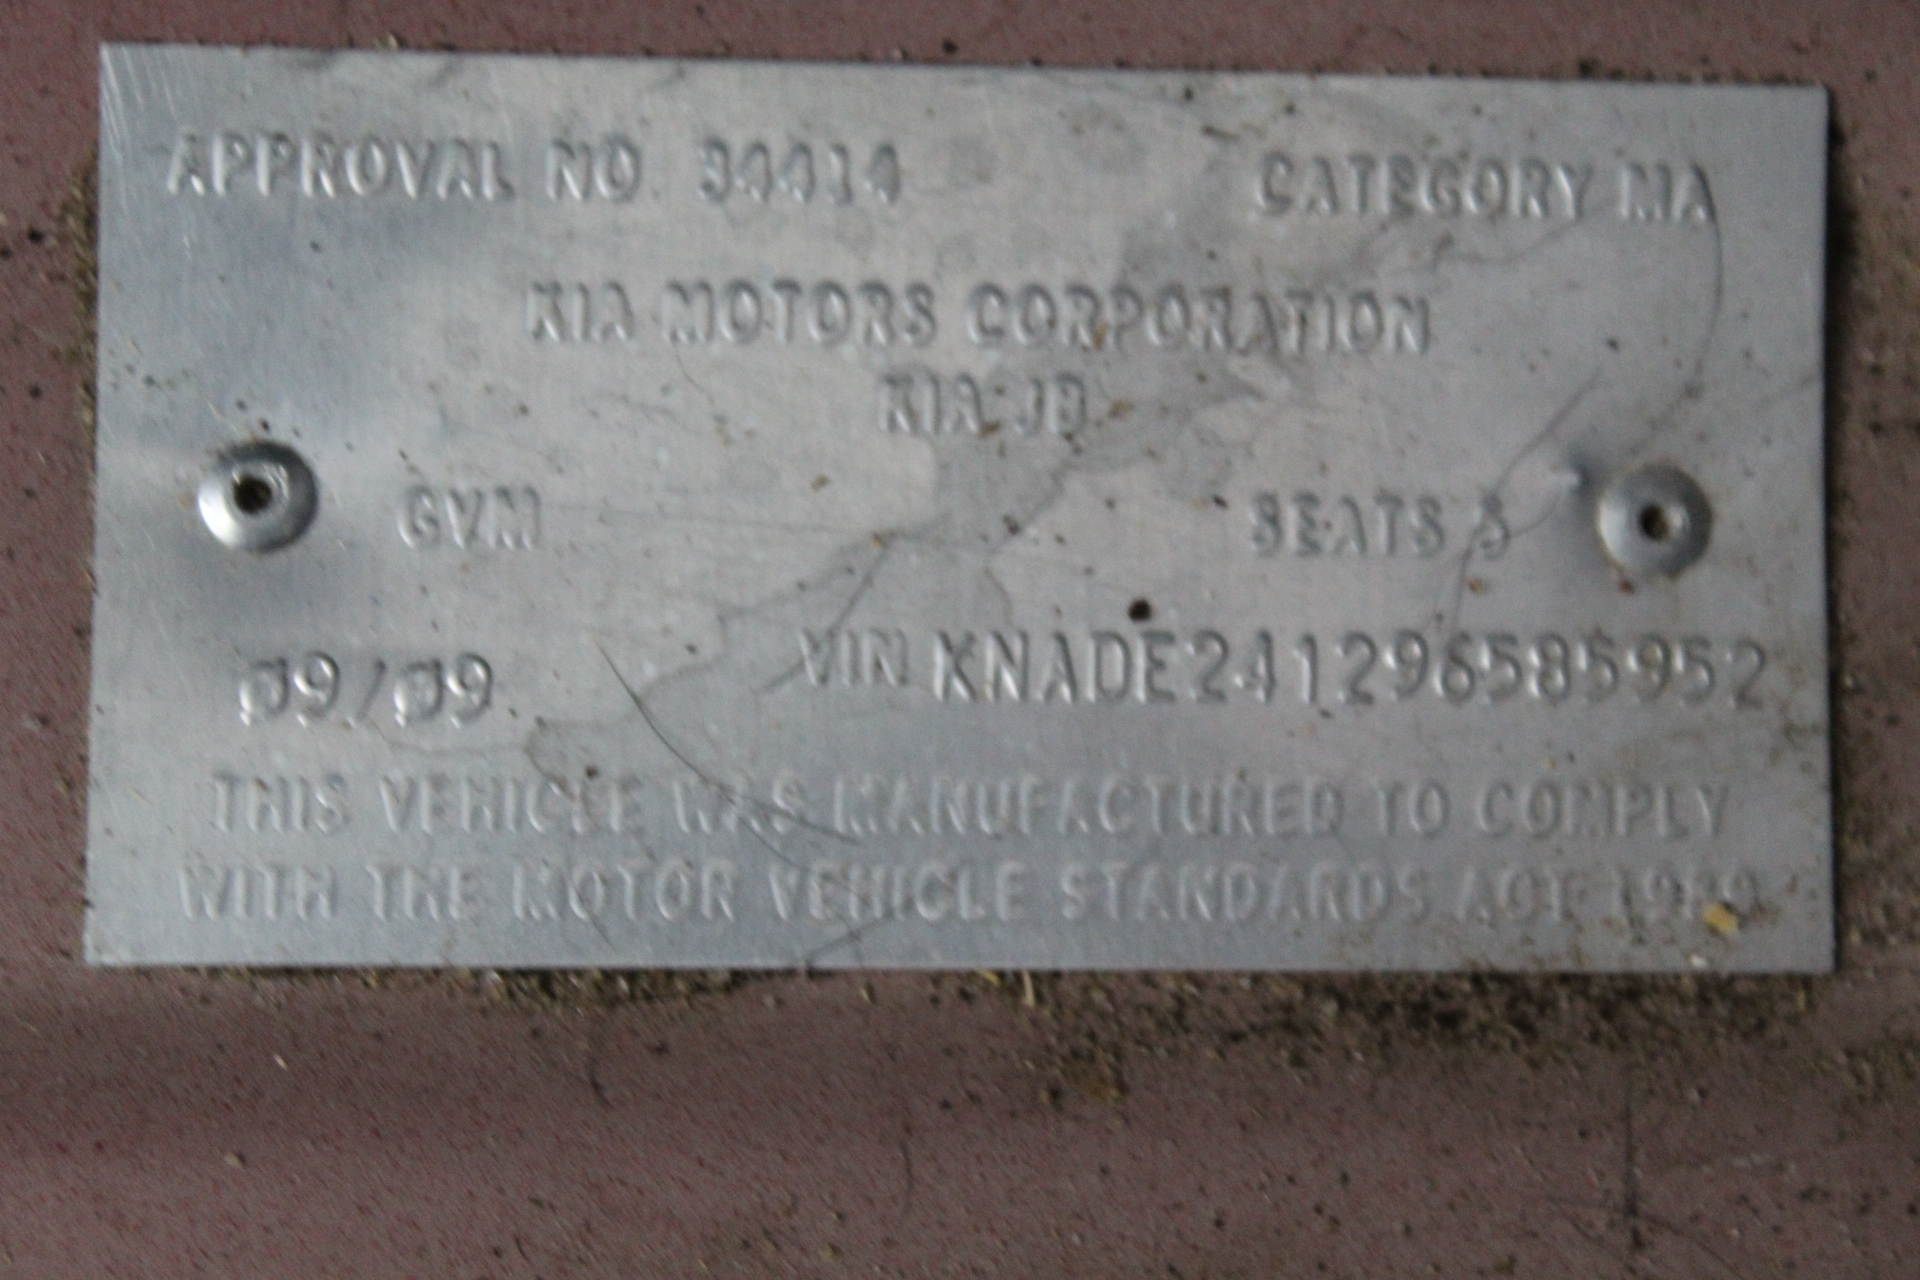 APPROVAL NO 34414 CATEGORY MA
KIA MOTORS CORPORATION
KIA JB
GVM SEATS 5
09/09 VIN KNADE241296585952
THIS VEHICLE WAS MANUFACTURED TO COMPLY
WITH THE MOTOR VEHICLE STANDARDS ACT 1989